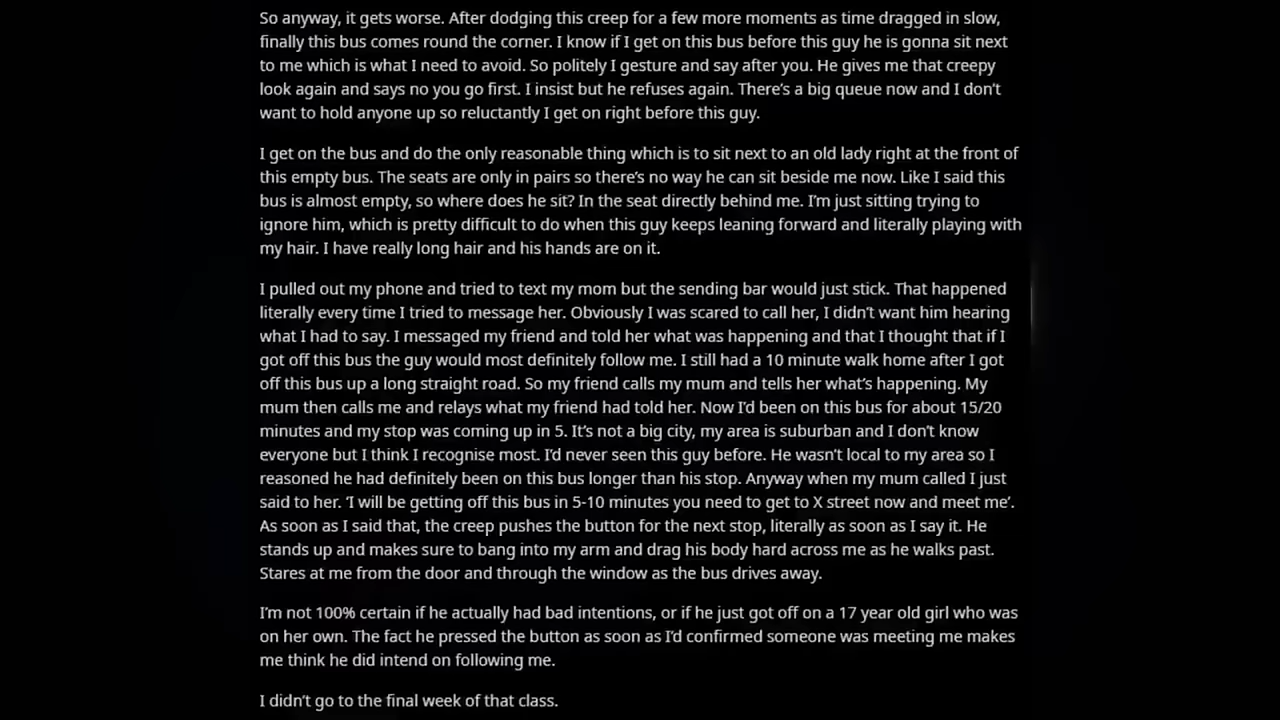 So anyway, it gets worse. After dodging this creep for a few more moments as time dragged in slow,
finally this bus comes round the corner. I know if I get on this bus before this guy he is gonna sit next
to me which is what I need to avoid. So politely I gesture and say after you. He gives me that creepy
look again and says no you go first. I insist but he refuses again. There's a big queue now and I don't
want to hold anyone up so reluctantly I get on right before this guy.
I get on the bus and do the only reasonable thing which is to sit next to an old lady right at the front of
this empty bus. The seats are only in pairs so there's no way he can sit beside me now. Like I said this
bus is almost empty, so where does he sit? In the seat directly behind me. I'm just sitting trying to
ignore him, which is pretty difficult to do when this guy keeps leaning forward and literally playing with
my hair. I have really long hair and his hands are on it.
I pulled out my phone and tried to text my mom but the sending bar would just stick. That happened
literally every time I tried to message her. Obviously I was scared to call her, I didn't want him hearing
what I had to say. I messaged my friend and told her what was happening and that I thought that if I
got off this bus the guy would most definitely follow me. I still had a 10 minute walk home after I got
off this bus up a long straight road. So my friend calls my mum and tells her what's happening. My
mum then calls me and relays what my friend had told her. Now I'd been on this bus for about 15/20
minutes and my stop was coming up in 5. It's not a big city, my area is suburban and I don't know
everyone but I think I recognise most. I'd never seen this guy before. He wasn't local to my area so I
reasoned he had definitely been on this bus longer than his stop. Anyway when my mum called I just
said to her. 'I will be getting off this bus in 5-10 minutes you need to get to X street now and meet me'.
As soon as I said that, the creep pushes the button for the next stop, literally as soon as I say it. He
stands up and makes sure to bang into my arm and drag his body hard across me as he walks past.
Stares at me from the door and through the window as the bus drives away.
I'm not 100% certain if he actually had bad intentions, or if he just got off on a 17 year old girl who was
on her own. The fact he pressed the button as soon as I'd confirmed someone was meeting me makes
me think he did intend on following me.
I didn't go to the final week of that class.